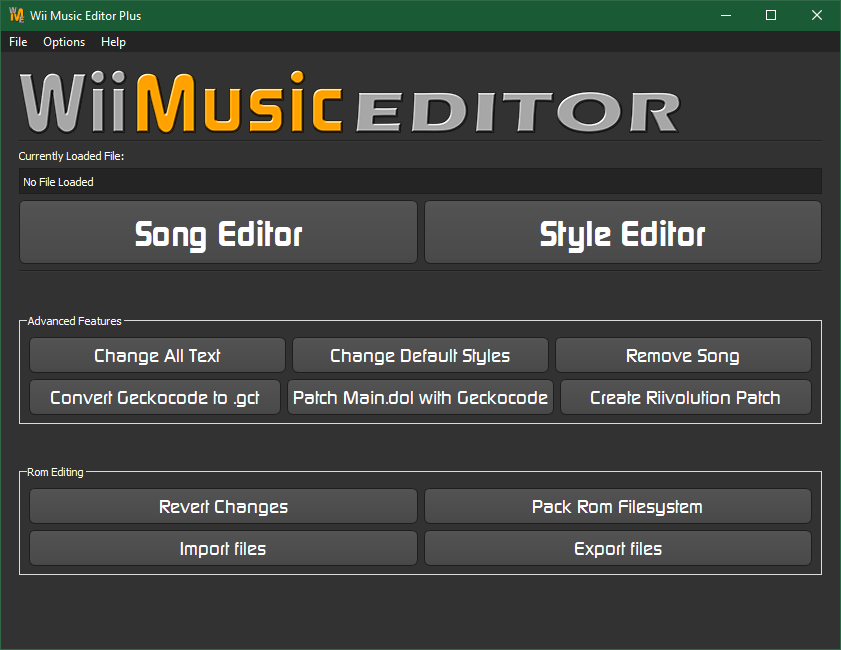 Wii Music Editor Plus
File Options Help
Wii Music EDITOR
Currently Loaded File:
No File Loaded
Song Editor Style Editor
Advanced Features
Change All Text Change Default Styles Remove Song
Convert Geckocode to .gct Patch Main.dol with Geckocode Create Riivolution Patch
Rom Editing
Revert Changes Pack Rom Filesystem
Import files Export files